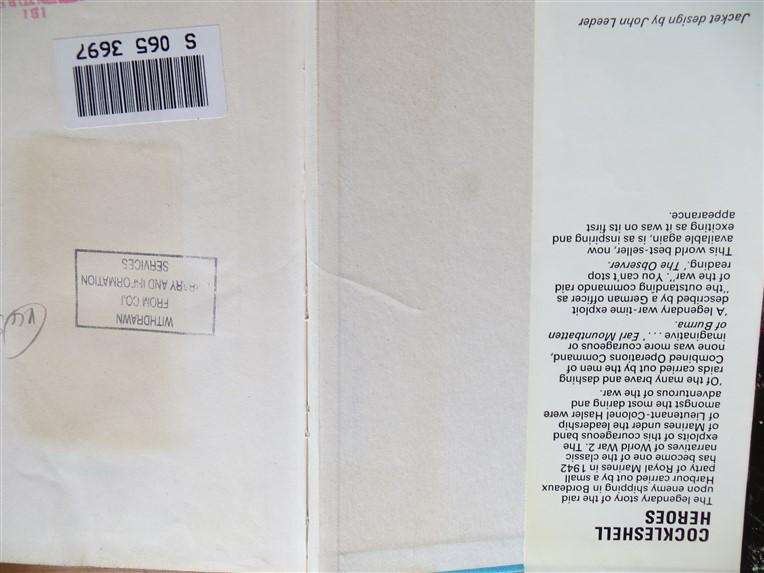 COCKLESHELL
HEROES
The legendary story of the raid
upon enemy shipping in Bordeaux
Harbour carried out by a small
party of Royal Marines in 1942
has become one of the classic
narratives of World War 2. The
exploits of this courageous band
of Marines under the leadership
of Lieutenant-Colonel Hasler were
amongst the most daring and
adventurous of the war.
'Of the many brave and dashing
raids carried out by the men of
Combined Operations Command,
none was more courageous or
imaginative . . .' Earl Mountbatten
of Burma.
'A legendary war-time exploit
described by a German officer as
"the outstanding commando raid
of the war". You can't stop
reading.' The Observer.
This world best-seller, now
available again, is as inspiring and
exciting as it was on its first
appearance.
Jacket design by John Leeder
WITHDRAWN
FROM
AND INFORMATION
SERVICES
S 065 3697